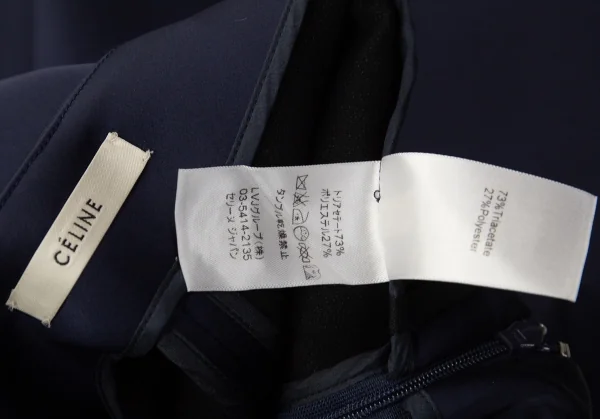 CÉLINE
トリアセテート73%
ポリエステル27%
タンブル乾燥禁止
LVJグループ(株)
03-5414-2135
セリーヌ ジャパン
73%Triacetate
27%Polyester